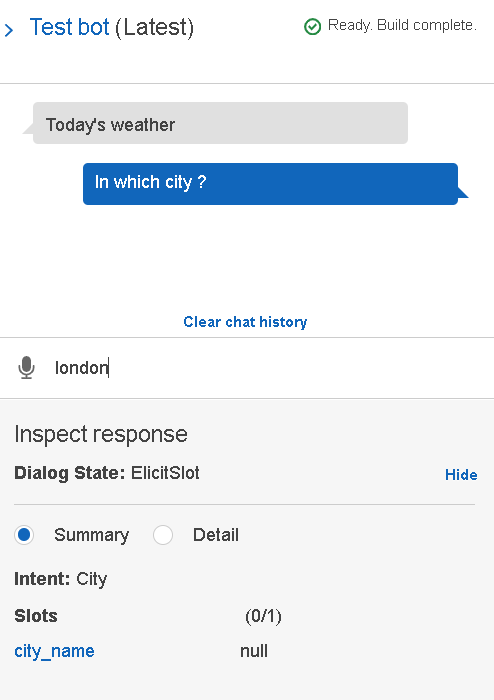 Test bot (Latest) Ready. Build complete.
Today's weather
In which city ?
Clear chat history
london
Inspect response
Dialog State: ElicitSlot Hide
Summary Detail
Intent: City
Slots (0/1)
city_name null